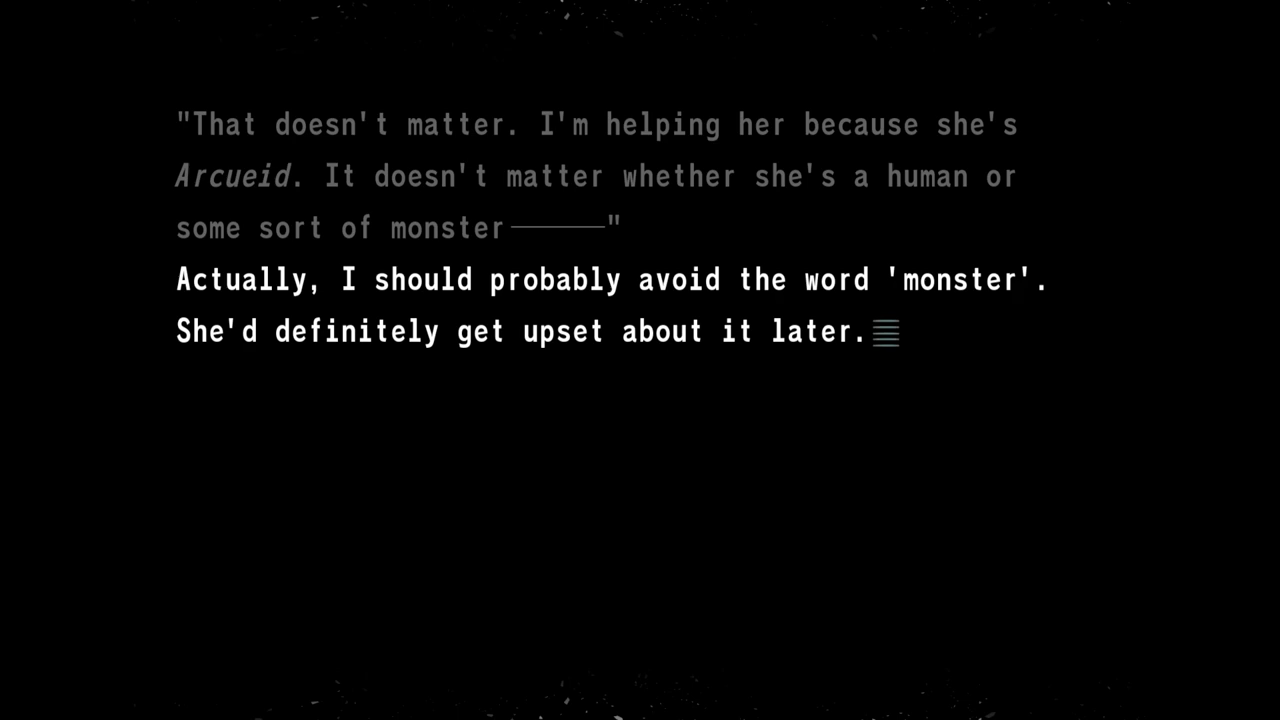 "That doesn't matter. I'm helping her because she's
Arcueid. It doesn't matter whether she's a human or
some sort of monster———"
Actually, I should probably avoid the word 'monster'.
She'd definitely get upset about it later.